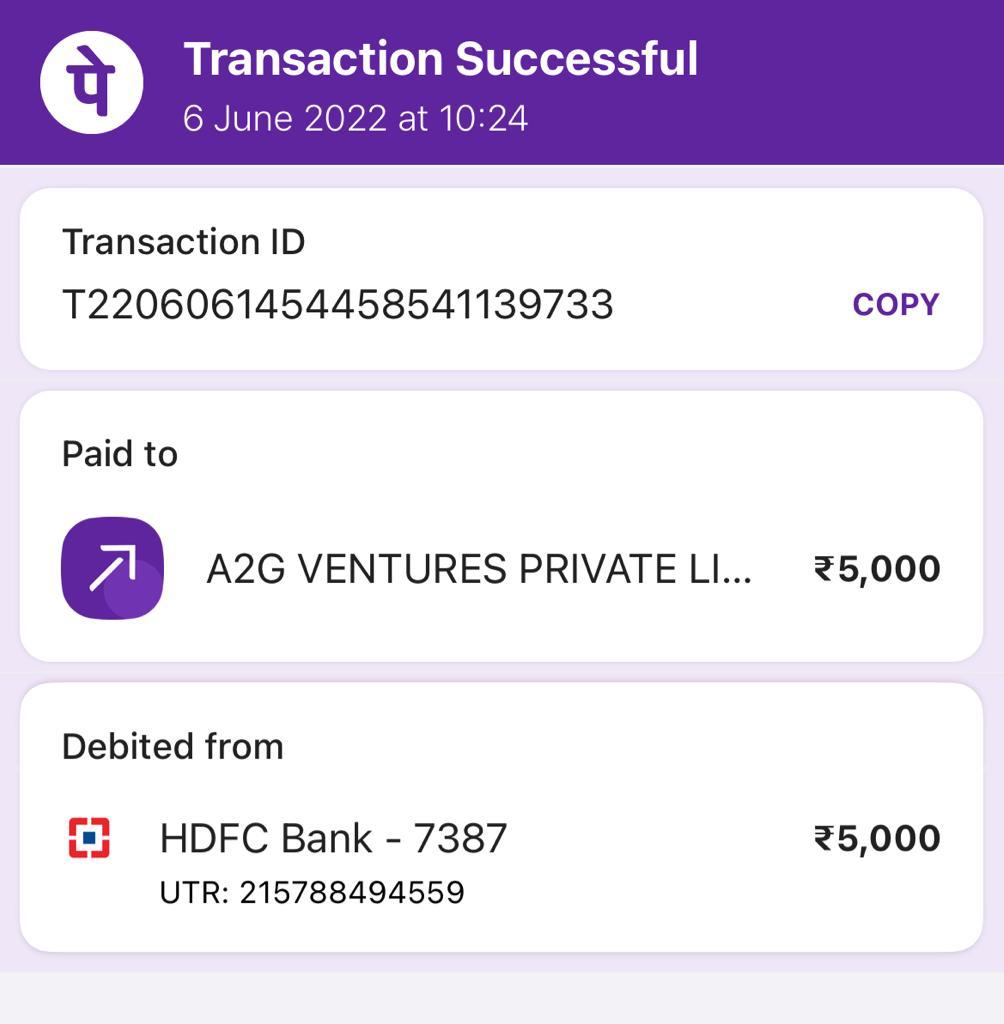 पे
Transaction Successful
6 June 2022 at 10:24
Transaction ID
T2206061454458541139733
COPY
Paid to
A2G VENTURES PRIVATE LI...
₹5,000
Debited from
HDFC Bank - 7387
₹5,000
UTR: 215788494559